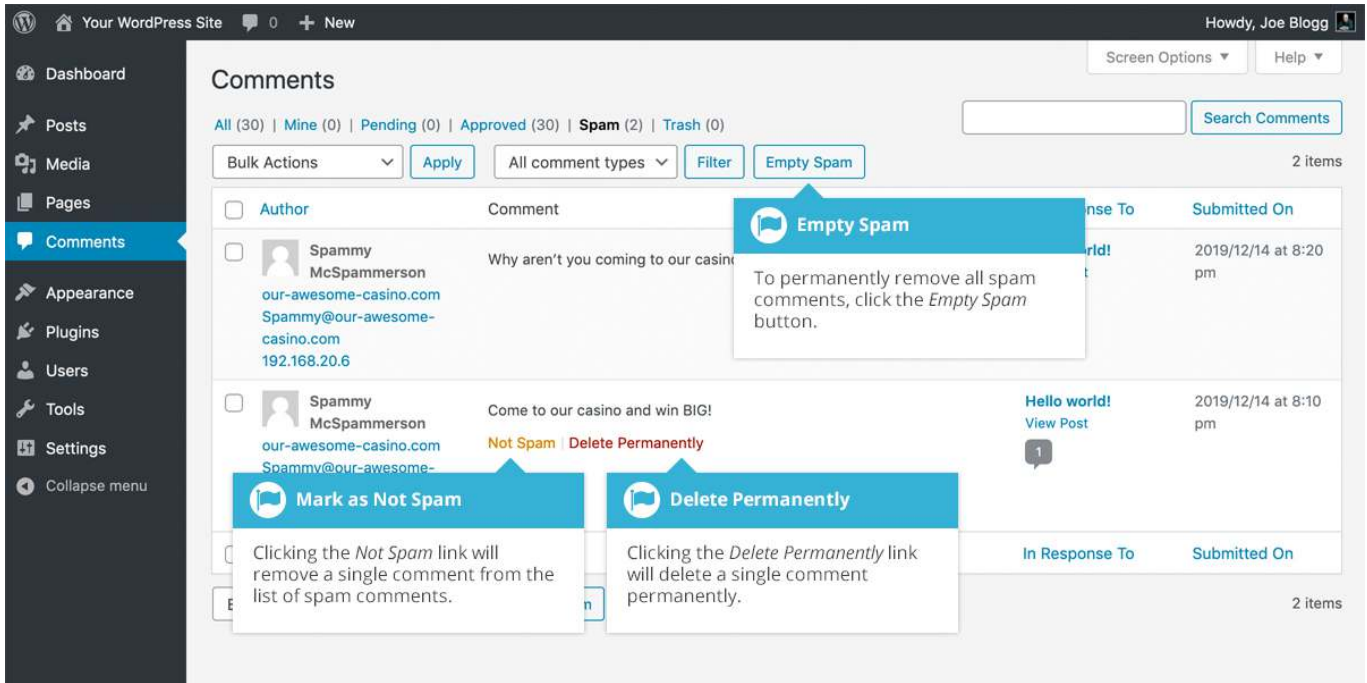 Your WordPress Site 0 + New Howdy, Joe Blogg
Screen Options ▼ Help ▼
Dashboard
Posts
Media
Pages
Comments
Appearance
Plugins
Users
Tools
Settings
Collapse menu
Comments
All (30) | Mine (0) | Pending (0) | Approved (30) | Spam (2) | Trash (0)
Search Comments
Bulk Actions Apply All comment types Filter Empty Spam 2 items
Author Comment nse To Submitted On
Spammy
McSpammerson
our-awesome-casino.com
Spammy@our-awesome-
casino.com
192.168.20.6
Why aren't you coming to our casino
rld!
2019/12/14 at 8:20
pm
Empty Spam
To permanently remove all spam
comments, click the Empty Spam
button.
Spammy
McSpammerson
our-awesome-casino.com
Spammy@our-awesome-
Come to our casino and win BIG!
Not Spam | Delete Permanently
Hello world!
View Post
1
2019/12/14 at 8:10
pm
Mark as Not Spam
Clicking the Not Spam link will
remove a single comment from the
list of spam comments.
Delete Permanently
Clicking the Delete Permanently link
will delete a single comment
permanently.
In Response To Submitted On
2 items